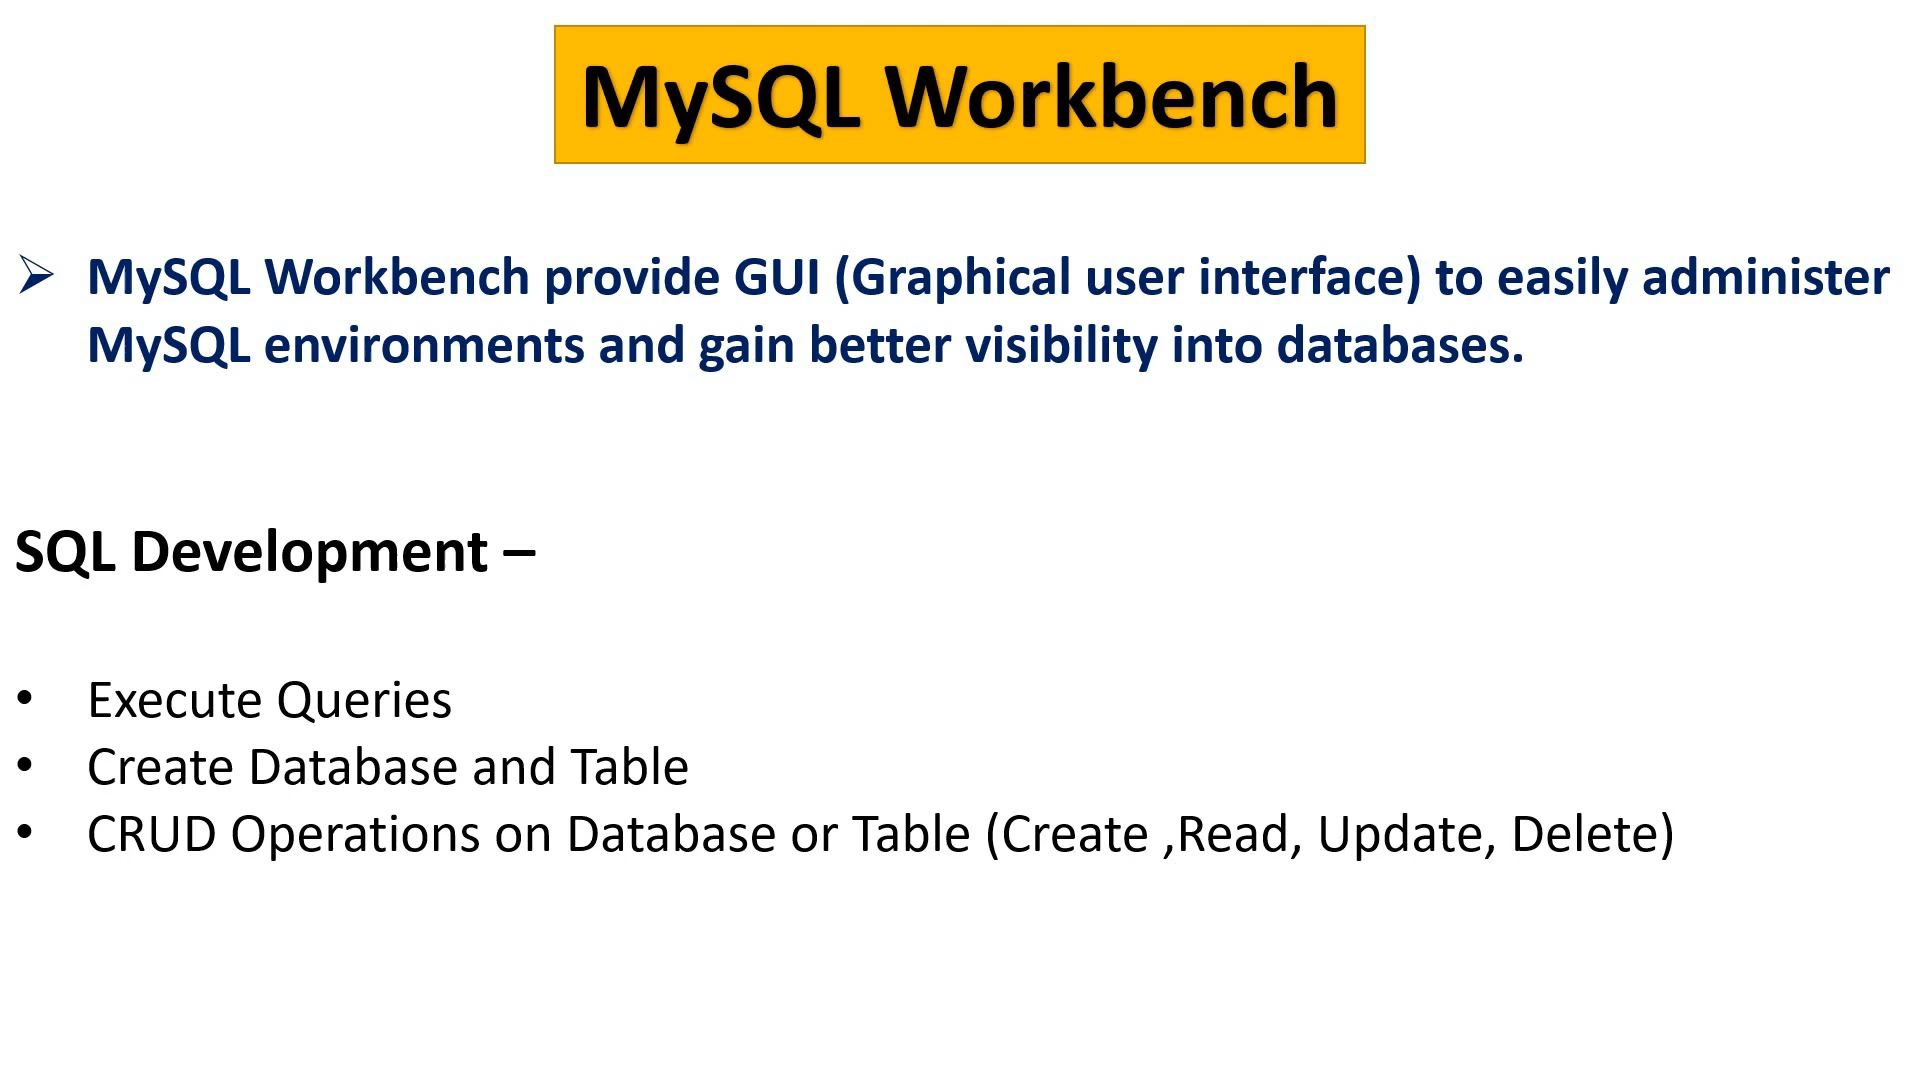 MySQL Workbench
➢ MySQL Workbench provide GUI (Graphical user interface) to easily administer
MySQL environments and gain better visibility into databases.
SQL Development –
• Execute Queries
• Create Database and Table
• CRUD Operations on Database or Table (Create ,Read, Update, Delete)